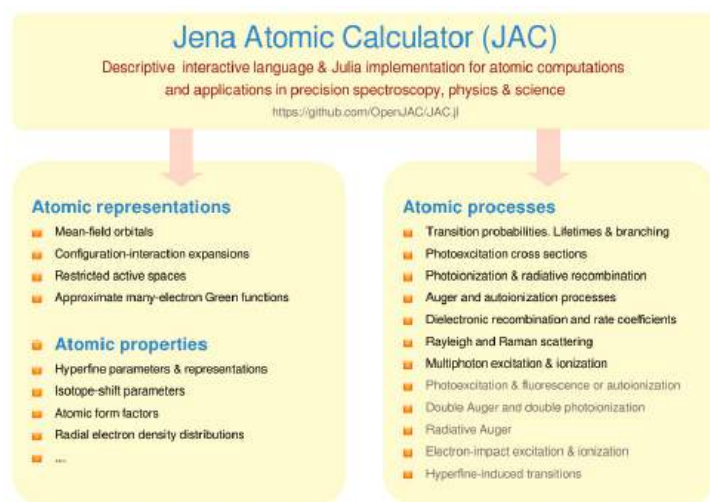 Jena Atomic Calculator (JAC)
Descriptive interactive language & Julia implementation for atomic computations
and applications in precision spectroscopy, physics & science
https://github.com/OpenJAC/JAC.jl
Atomic representations
Mean-field orbitals
Configuration-interaction expansions
Restricted active spaces
Approximate many-electron Green functions
Atomic properties
Hyperfine parameters & representations
Isotope-shift parameters
Atomic form factors
Radial electron density distributions
....
Atomic processes
Transition probabilities. Lifetimes & branching
Photoexcitation cross sections
Photoionization & radiative recombination
Auger and autoionization processes
Dielectronic recombination and rate coefficients
Rayleigh and Raman scattering
Multiphoton excitation & ionization
Photoexcitation & fluorescence or autoionization
Double Auger and double photoionization
Radiative Auger
Electron-impact excitation & ionization
Hyperfine-induced transitions